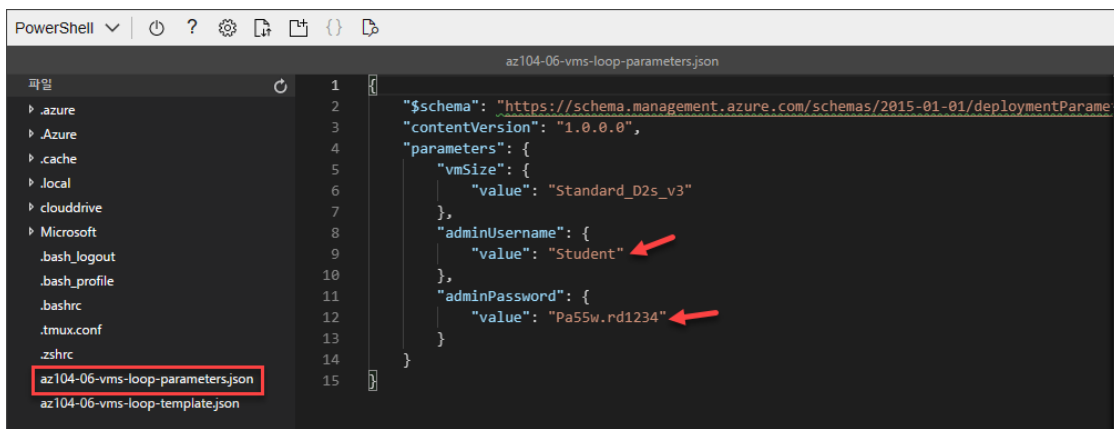 PowerShell
az104-06-vms-loop-parameters.json
파일
.azure
.Azure
.cache
.local
clouddrive
Microsoft
.bash_logout
.bash_profile
.bashrc
.tmux.conf
.zshrc
az104-06-vms-loop-parameters.json
az104-06-vms-loop-template.json
1 {
2 "$schema": "https://schema.management.azure.com/schemas/2015-01-01/deploymentParame
3 "contentVersion": "1.0.0.0",
4 "parameters": {
5 "vmSize": {
6 "value": "Standard_D2s_v3"
7 },
8 "adminUsername": {
9 "value": "Student"
10 },
11 "adminPassword": {
12 "value": "Pa55w.rd1234"
13 }
14 }
15 }